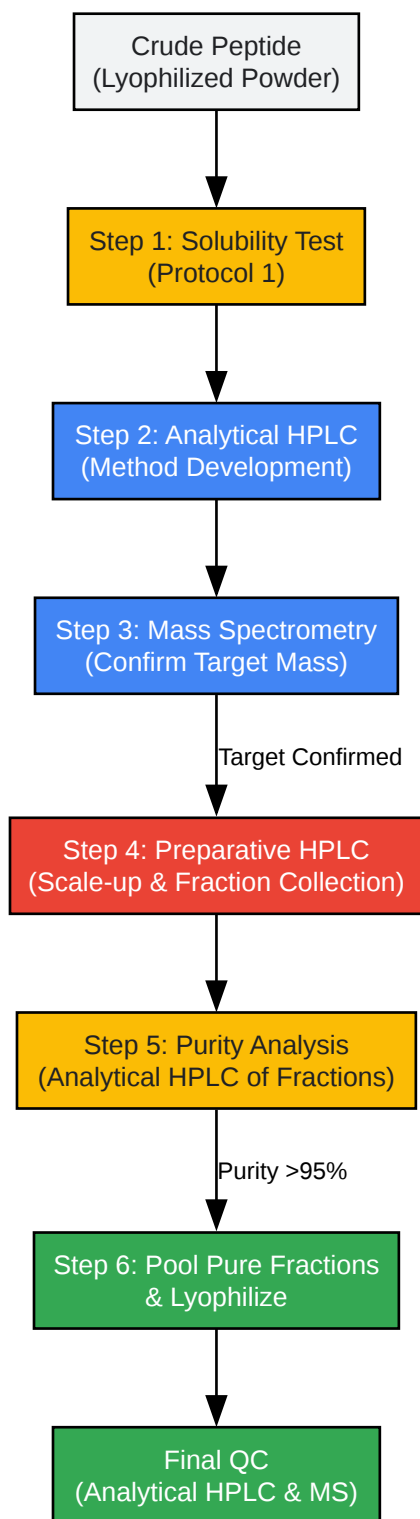 Crude Peptide
(Lyophilized Powder)
Step 1: Solubility Test
(Protocol 1)
Step 2: Analytical HPLC
(Method Development)
Step 3: Mass Spectrometry
(Confirm Target Mass)
Target Confirmed
Step 4: Preparative HPLC
(Scale-up & Fraction Collection)
Step 5: Purity Analysis
(Analytical HPLC of Fractions)
Purity >95%
Step 6: Pool Pure Fractions
& Lyophilize
Final QC
(Analytical HPLC & MS)